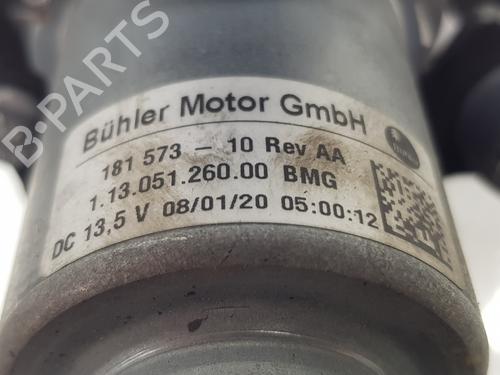 B-PARTS
Bühler Motor GmbH
181 573 - 10 Rev AA
1.13.051.260.00 BMG
DC 13,5 V 08/01/20 05:00:12